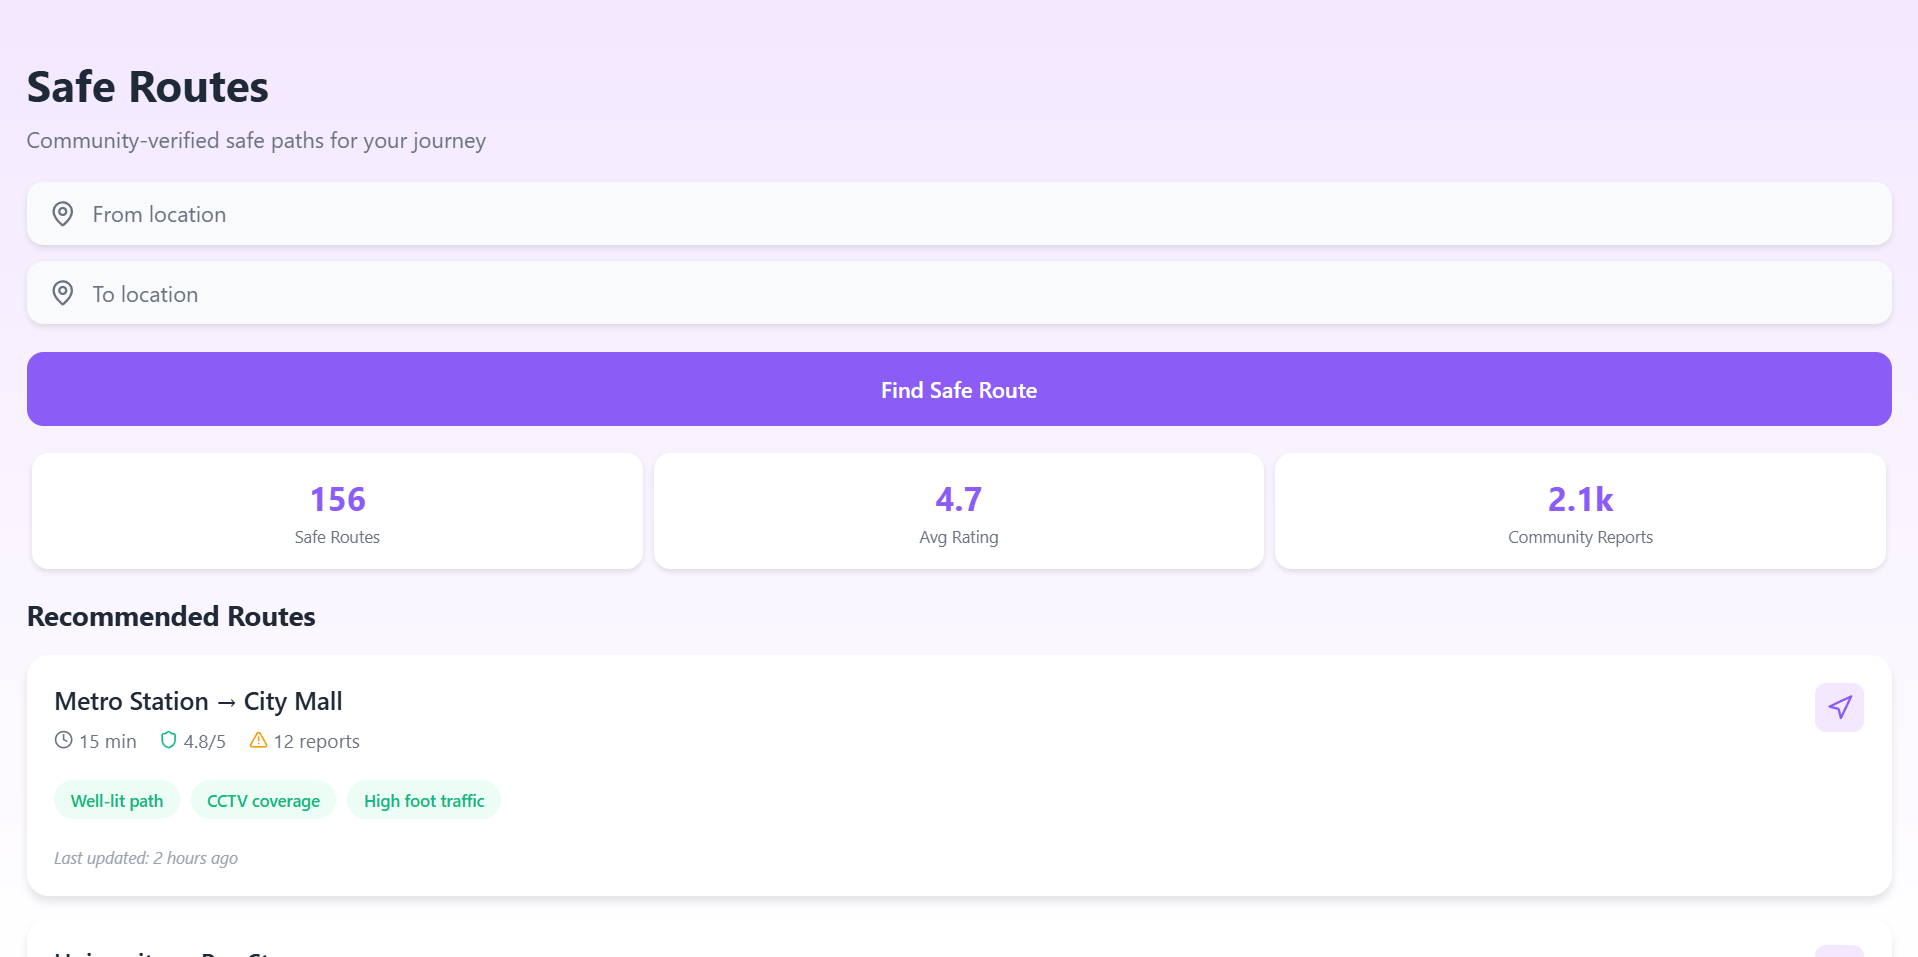 Safe Routes
Community-verified safe paths for your journey
From location
To location
Find Safe Route
156
Safe Routes
4.7
Avg Rating
2.1k
Community Reports
Recommended Routes
Metro Station → City Mall
15 min 4.8/5 12 reports
Well-lit path CCTV coverage High foot traffic
Last updated: 2 hours ago